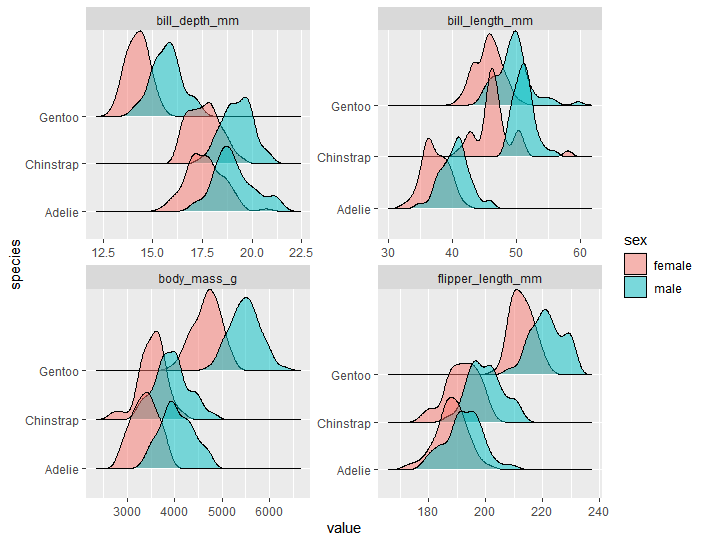 bill_depth_mm
bill_length_mm
Gentoo
Chinstrap
Adelie
Gentoo
Chinstrap
Adelie
12.5 15.0 17.5 20.0 22.5
30 40 50 60
body_mass_g
flipper_length_mm
Gentoo
Chinstrap
Adelie
Gentoo
Chinstrap
Adelie
3000 4000 5000 6000
180 200 220 240
species
value
sex
female
male